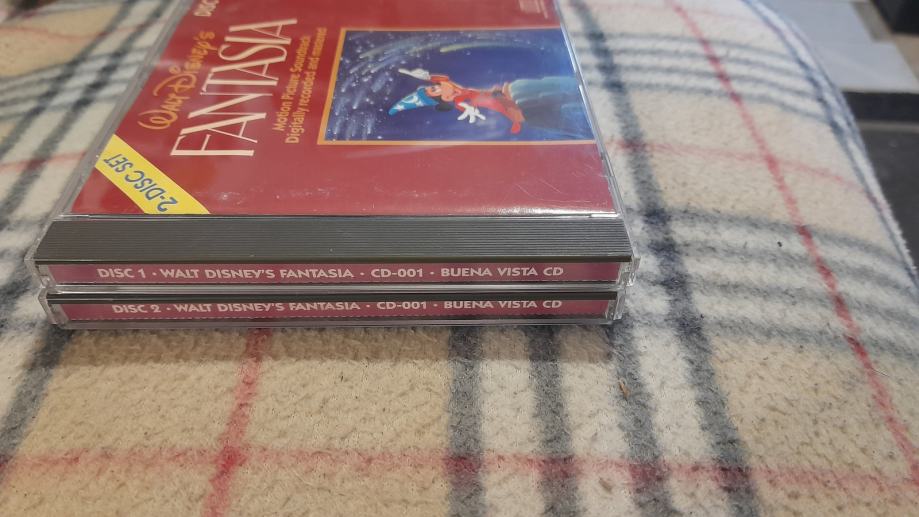 DISC
WALT DISNEY'S
FANTASIA
Motion Picture Soundtrack
Digitally recorded and mastered
2-DISC SET
DISC 1 · WALT DISNEY'S FANTASIA · CD-001 · BUENA VISTA CD
DISC 2 · WALT DISNEY'S FANTASIA · CD-001 · BUENA VISTA CD